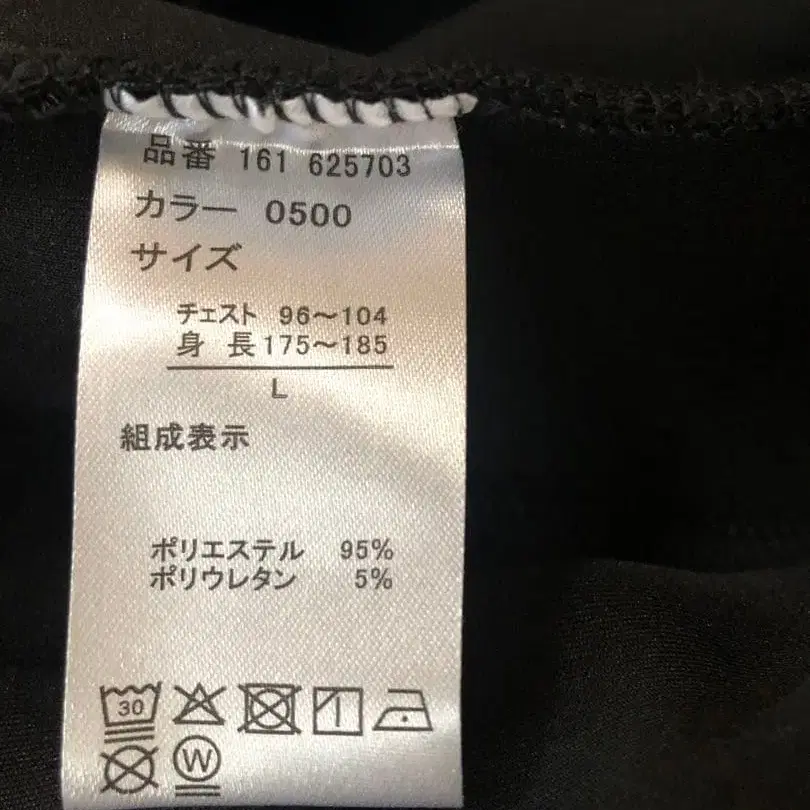 品番 161 625703
カラー 0500
サイズ
チェスト 96～104
身 長 175～185
L
組成表示
ポリエステル 95%
ポリウレタン 5%
30
W